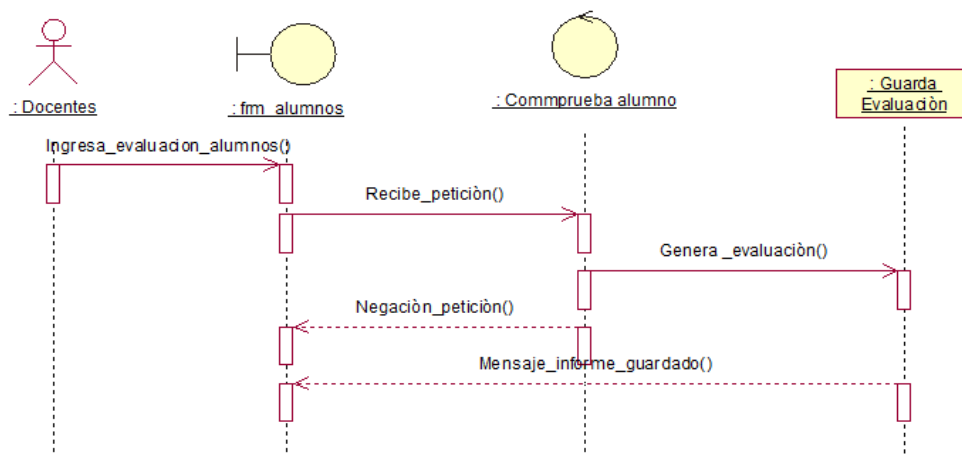 : Docentes
: frm_alumnos
: Commprueba alumno
: Guarda
Evaluaciòn
Ingresa_evaluacion_alumnos()
Recibe_peticiòn()
Genera _evaluaciòn()
Negaciòn_peticiòn()
Mensaje_informe_guardado()